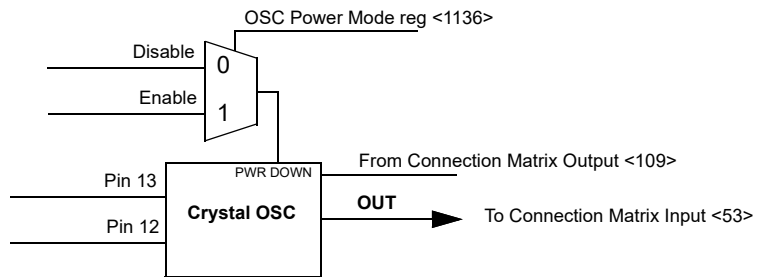 OSC Power Mode reg <1136>
Disable
0
Enable
1
PWR DOWN
From Connection Matrix Output <109>
Pin 13
Crystal OSC
OUT
To Connection Matrix Input <53>
Pin 12